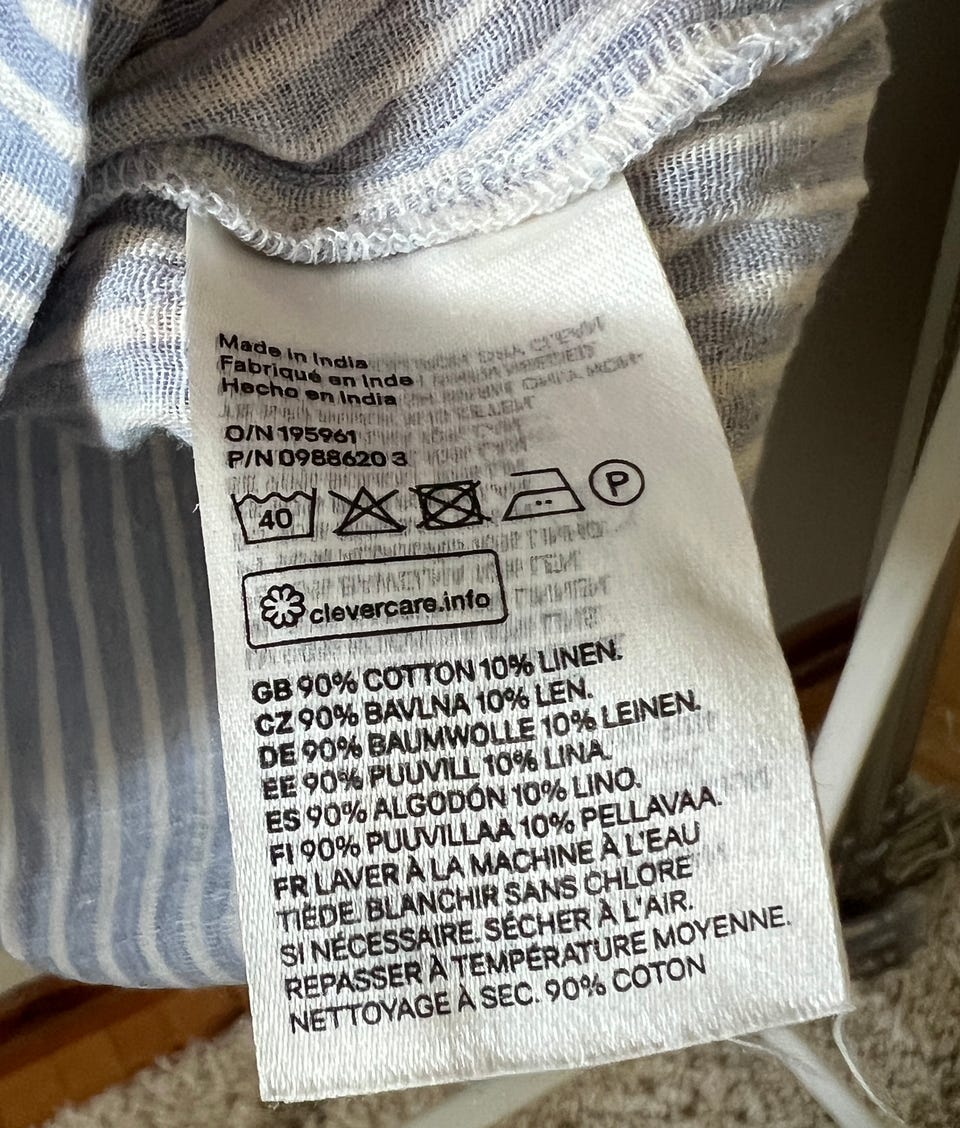 Made in India
Fabriqué en Inde
Hecho en India
O/N 195961
P/N 0988620 3
40
P
clevercare.info
GB 90% COTTON 10% LINEN.
CZ 90% BAVLNA 10% LEN.
DE 90% BAUMWOLLE 10% LEINEN.
EE 90% PUUVILL 10% LINA.
ES 90% ALGODÓN 10% LINO.
FI 90% PUUVILLAA 10% PELLAVAA.
FR LAVER À LA MACHINE À L'EAU
TIÈDE. BLANCHIR SANS CHLORE
SI NÉCESSAIRE. SÉCHER À L'AIR.
REPASSER À TEMPÉRATURE MOYENNE.
NETTOYAGE À SEC. 90% COTON